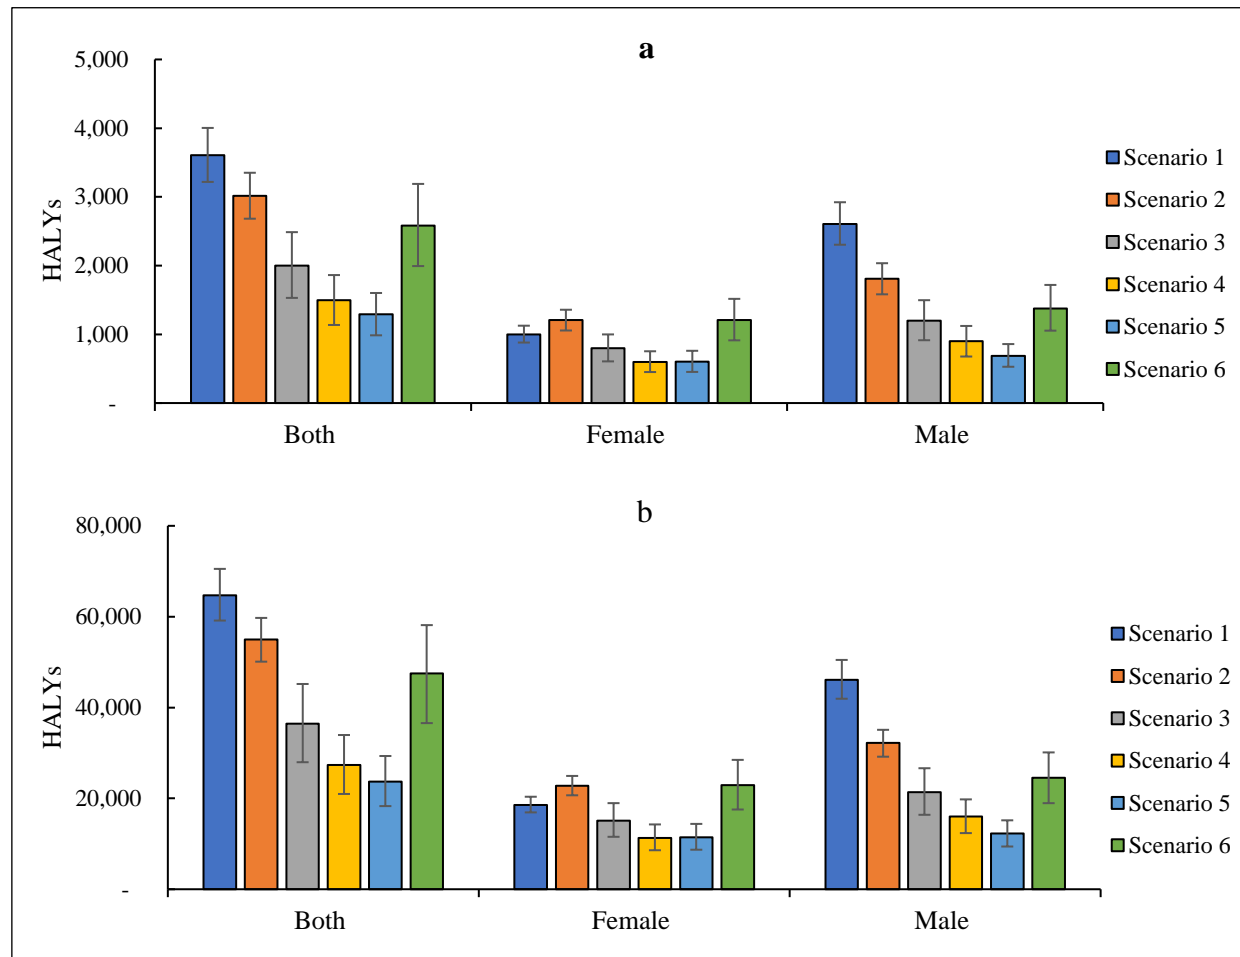 a
5,000
4,000
3,000
2,000
1,000
-
HALYs
Both
Female
Male
Scenario 1
Scenario 2
Scenario 3
Scenario 4
Scenario 5
Scenario 6
b
80,000
60,000
40,000
20,000
-
HALYs
Both
Female
Male
Scenario 1
Scenario 2
Scenario 3
Scenario 4
Scenario 5
Scenario 6